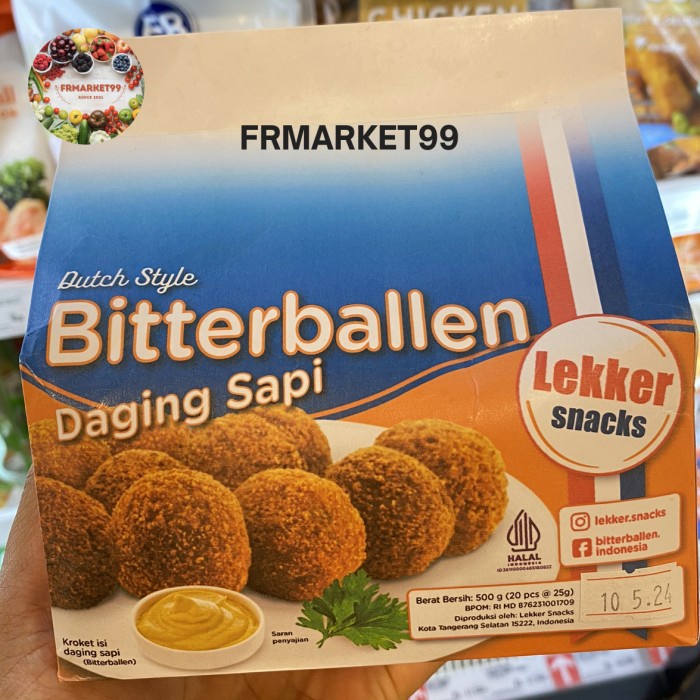 FRMARKET99
SINCE 2021
CHICKEN
FRMARKET99
Dutch Style
Bitterballen
Daging Sapi
Lekker
snacks
lekker.snacks
bitterballen.
indonesia
HALAL
INDONESIA
Berat Bersih: 500 g (20 pcs @ 25g)
BPOM: RI MD 876231001709
Diproduksi oleh: Lekker Snacks
Kota Tangerang Selatan 15222, Indonesia
10 5.24
Saran
penyajian
Kroket isi
daging sapi
(Bitterballen)